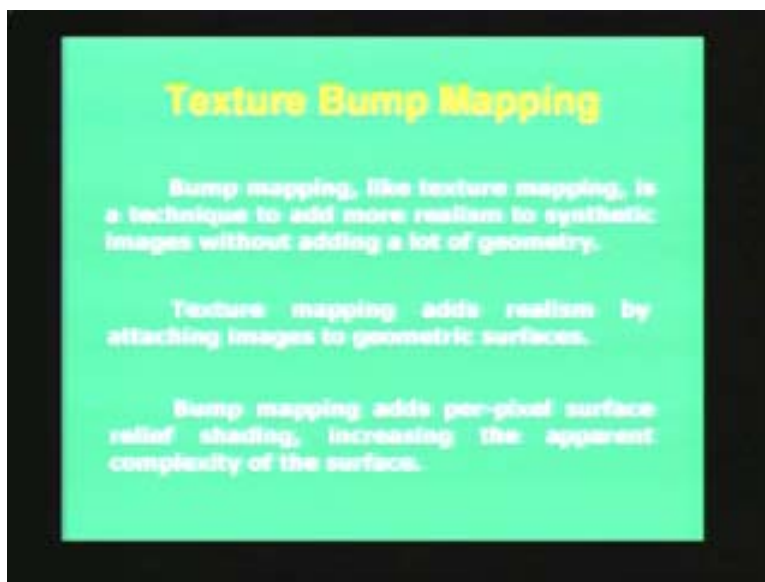 Texture Bump Mapping
Bump mapping, like texture mapping, is
a technique to add more realism to synthetic
images without adding a lot of geometry.
Texture mapping adds realism by
attaching images to geometric surfaces.
Bump mapping adds per-pixel surface
relief shading, increasing the apparent
complexity of the surface.